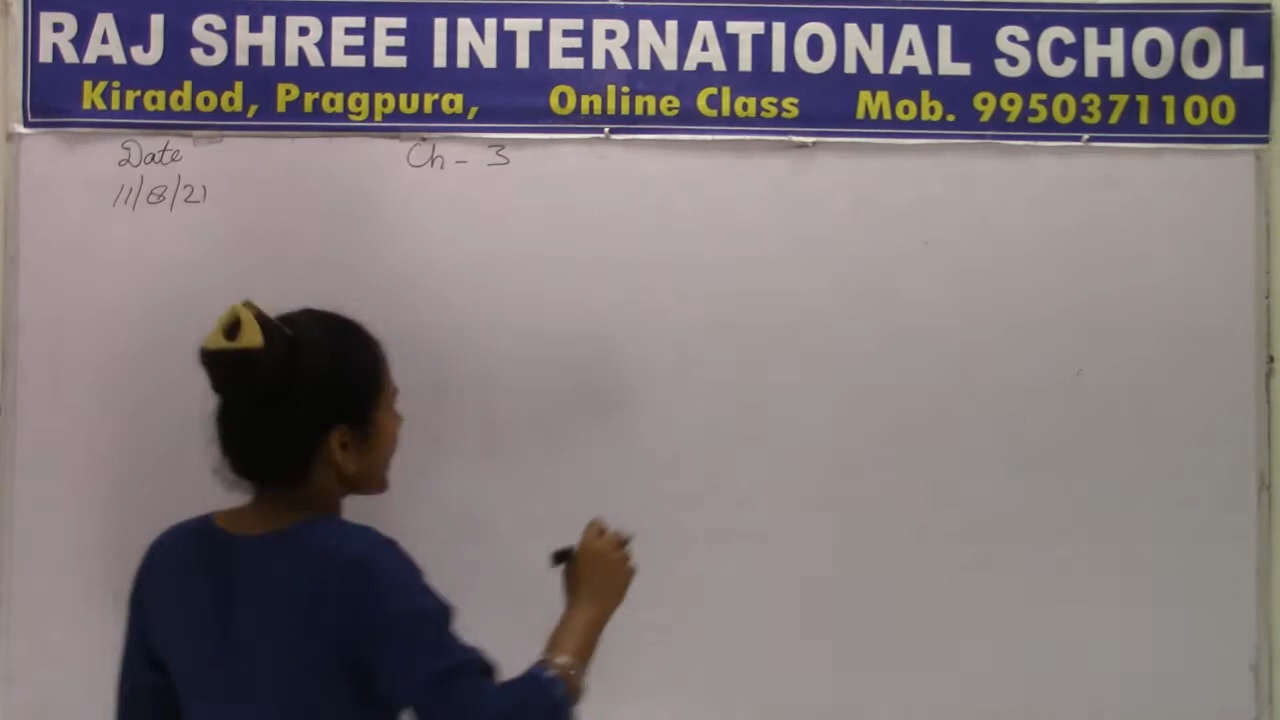 RAJ SHREE INTERNATIONAL SCHOOL
Kiradod, Pragpura, Online Class Mob. 9950371100
Date Ch - 3
11/8/21